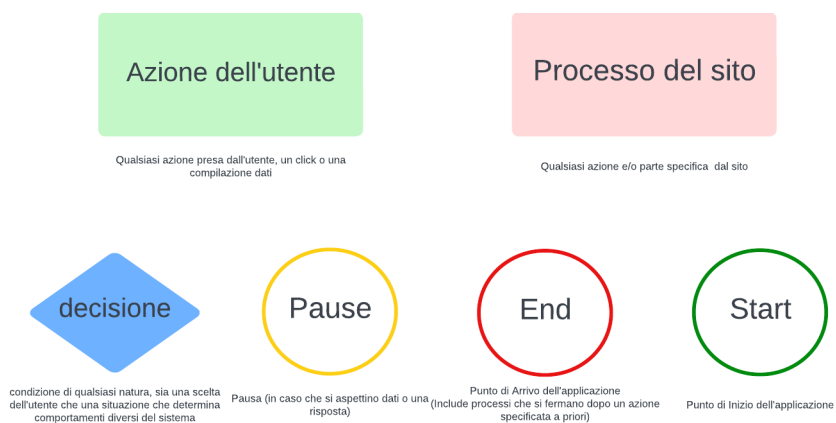 Azione dell'utente
Processo del sito
Qualsiasi azione presa dall'utente, un click o una
compilazione dati
Qualsiasi azione e/o parte specifica  dal sito
decisione
Pause
End
Start
condizione di qualsiasi natura, sia una scelta
dell'utente che una situazione che determina
comportamenti diversi del sistema
Pausa (in caso che si aspettino dati o una
risposta)
Punto di Arrivo dell'applicazione
(Include processi che si fermano dopo un azione
specificata a priori)
Punto di Inizio dell'applicazione